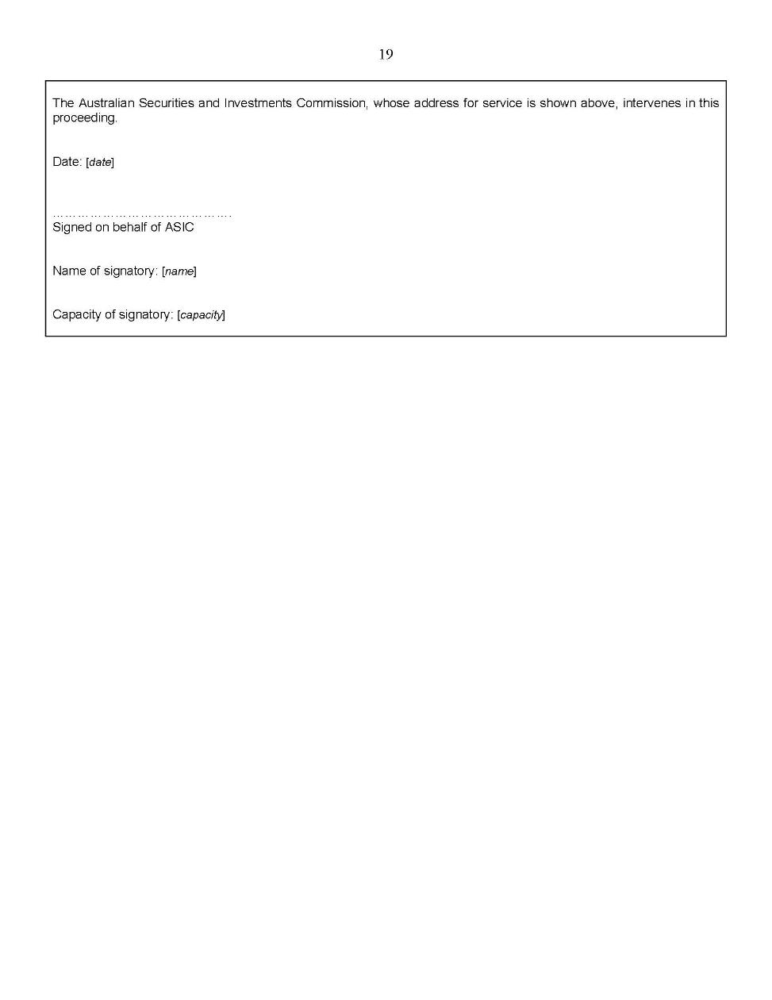 19
The Australian Securities and Investments Commission, whose address for service is shown above, intervenes in this
proceeding.
Date: [date]
…………………………………….
Signed on behalf of ASIC
Name of signatory: [name]
Capacity of signatory: [capacity]